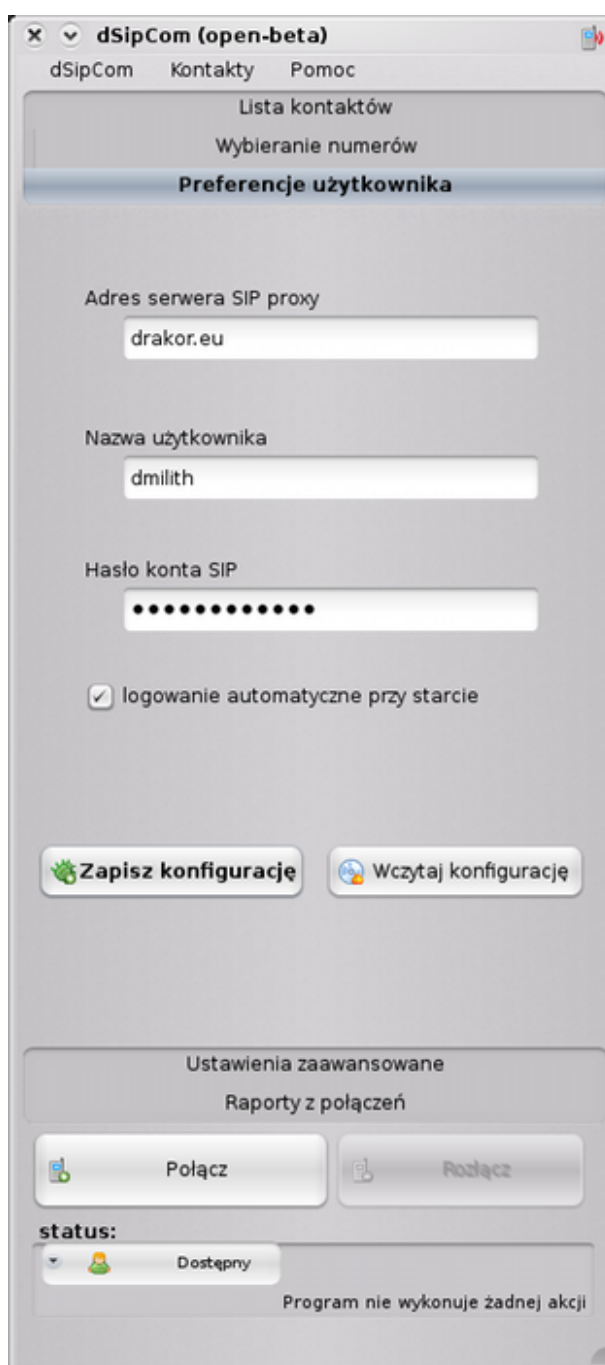 dSipCom (open-beta)
dSipCom Kontakty Pomoc
Lista kontaktów
Wybieranie numerów
Preferencje użytkownika
Adres serwera SIP proxy
drakor.eu
Nazwa użytkownika
dmilith
Hasło konta SIP
●●●●●●●●●●●●
logowanie automatyczne przy starcie
Zapisz konfigurację Wczytaj konfigurację
Ustawienia zaawansowane
Raporty z połączeń
Połącz Rozłącz
status:
Dostępny
Program nie wykonuje żadnej akcji